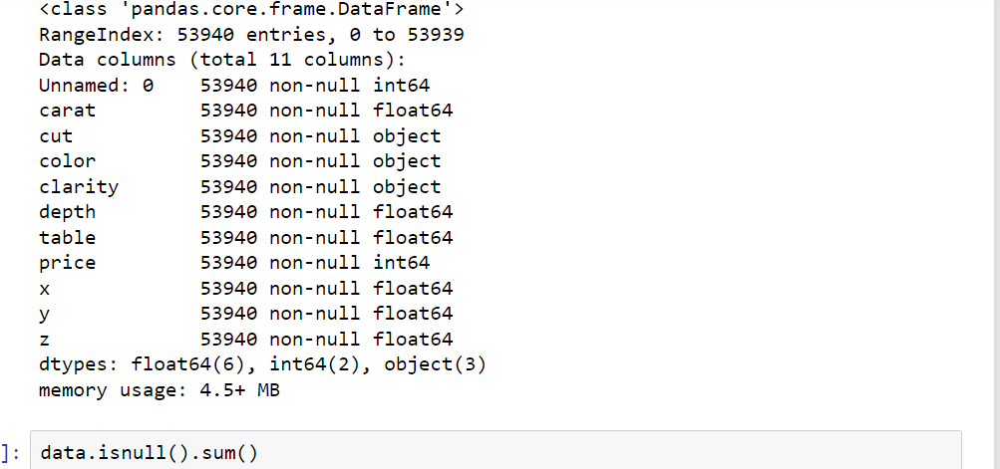 <class 'pandas.core.frame.DataFrame'>
RangeIndex: 53940 entries, 0 to 53939
Data columns (total 11 columns):
Unnamed: 0    53940 non-null int64
carat         53940 non-null float64
cut           53940 non-null object
color         53940 non-null object
clarity       53940 non-null object
depth         53940 non-null float64
table         53940 non-null float64
price         53940 non-null int64
x             53940 non-null float64
y             53940 non-null float64
z             53940 non-null float64
dtypes: float64(6), int64(2), object(3)
memory usage: 4.5+ MB
]: data.isnull().sum()